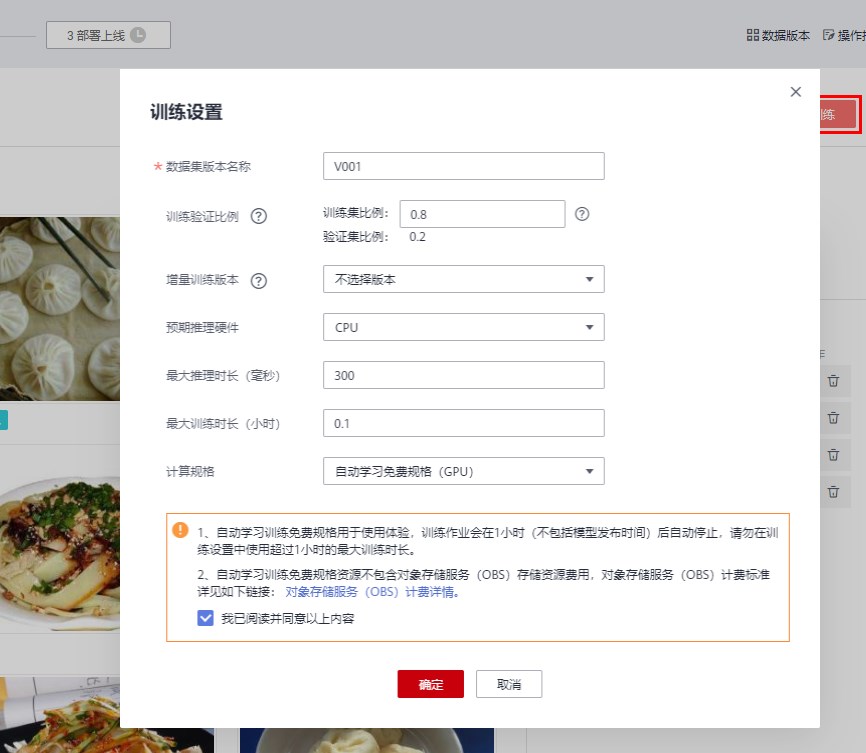 3 部署上线
数据版本
操作
训练设置
* 数据集版本名称
V001
训练验证比例 ?
训练集比例： 0.8 ?
验证集比例： 0.2
增量训练版本 ?
不选择版本
预期推理硬件
CPU
最大推理时长（毫秒）
300
最大训练时长（小时）
0.1
计算规格
自动学习免费规格（GPU）
1、自动学习训练免费规格用于使用体验，训练作业会在1小时（不包括模型发布时间）后自动停止，请勿在训
练设置中使用超过1小时的最大训练时长。
2、自动学习训练免费规格资源不包含对象存储服务（OBS）存储资源费用，对象存储服务（OBS）计费标准
详见如下链接： 对象存储服务（OBS）计费详情。
我已阅读并同意以上内容
确定
取消